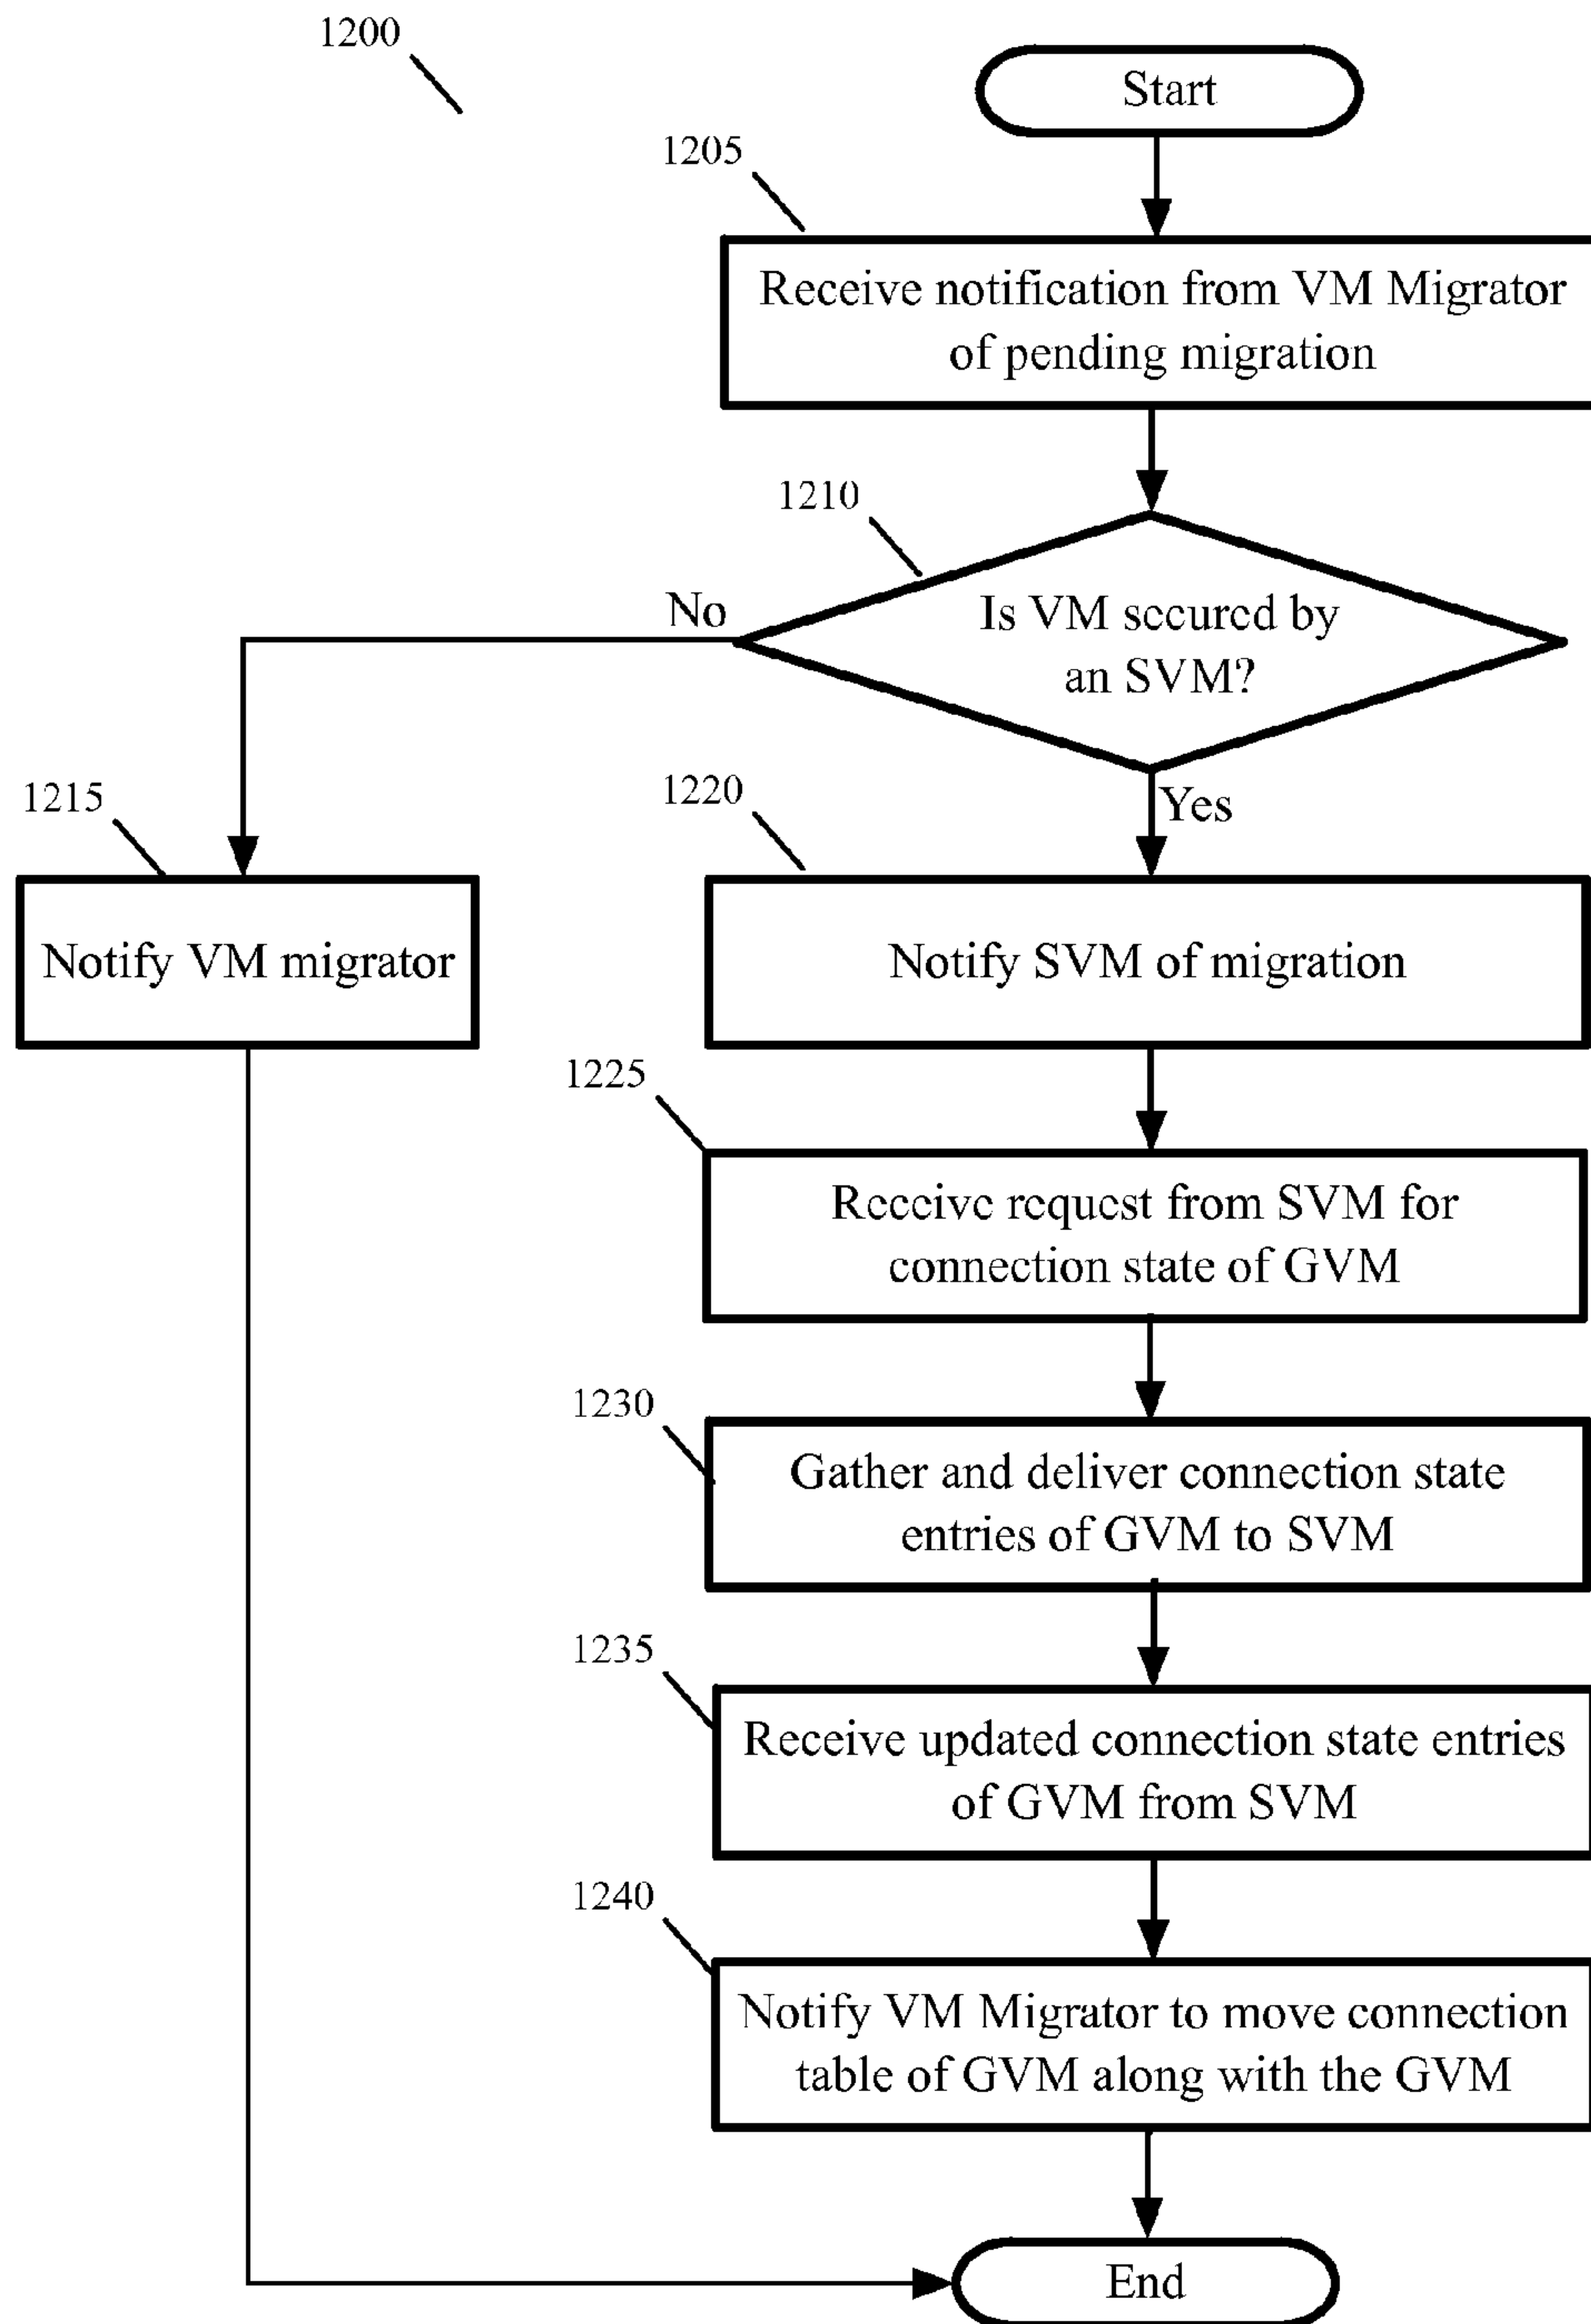 1200
Start
1205
Receive notification from VM Migrator
of pending migration
1210
No
Is VM secured by
an SVM?
Yes
1215
1220
Notify VM migrator
Notify SVM of migration
1225
Receive request from SVM for
connection state of GVM
1230
Gather and deliver connection state
entries of GVM to SVM
1235
Receive updated connection state entries
of GVM from SVM
1240
Notify VM Migrator to move connection
table of GVM along with the GVM
End